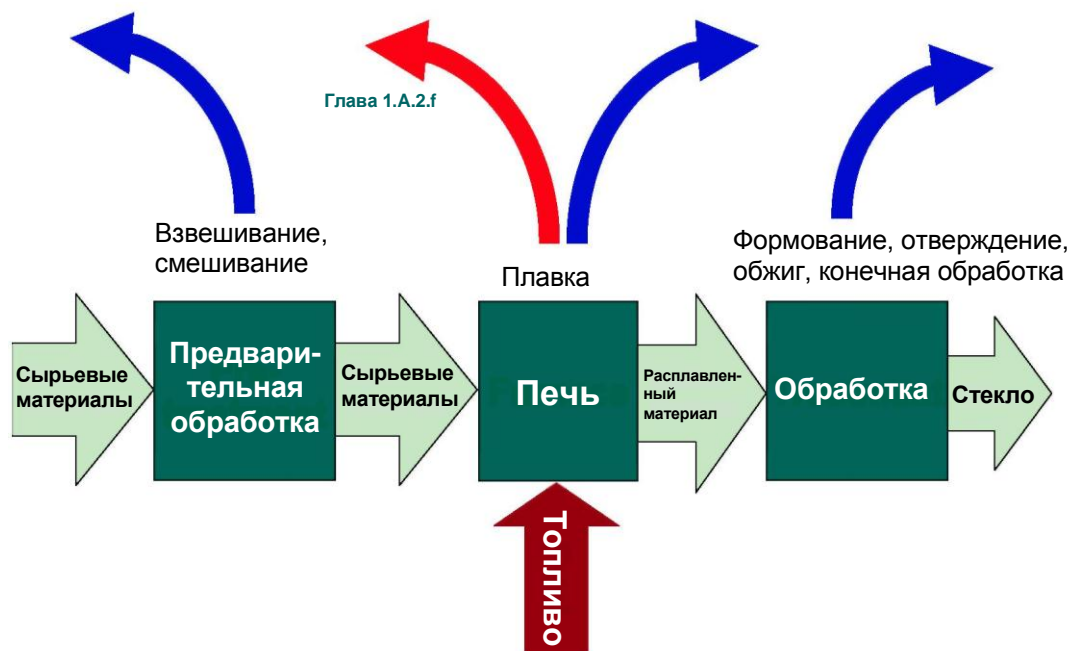 Глава 1.A.2.f
Взвешивание,
смешивание
Плавка
Формование, отверждение,
обжиг, конечная обработка
Сырьевые
материалы
Предвари-
тельная
обработка
Сырьевые
материалы
Печь
Расплавлен-
ный
материал
Обработка
Стекло
Топливо